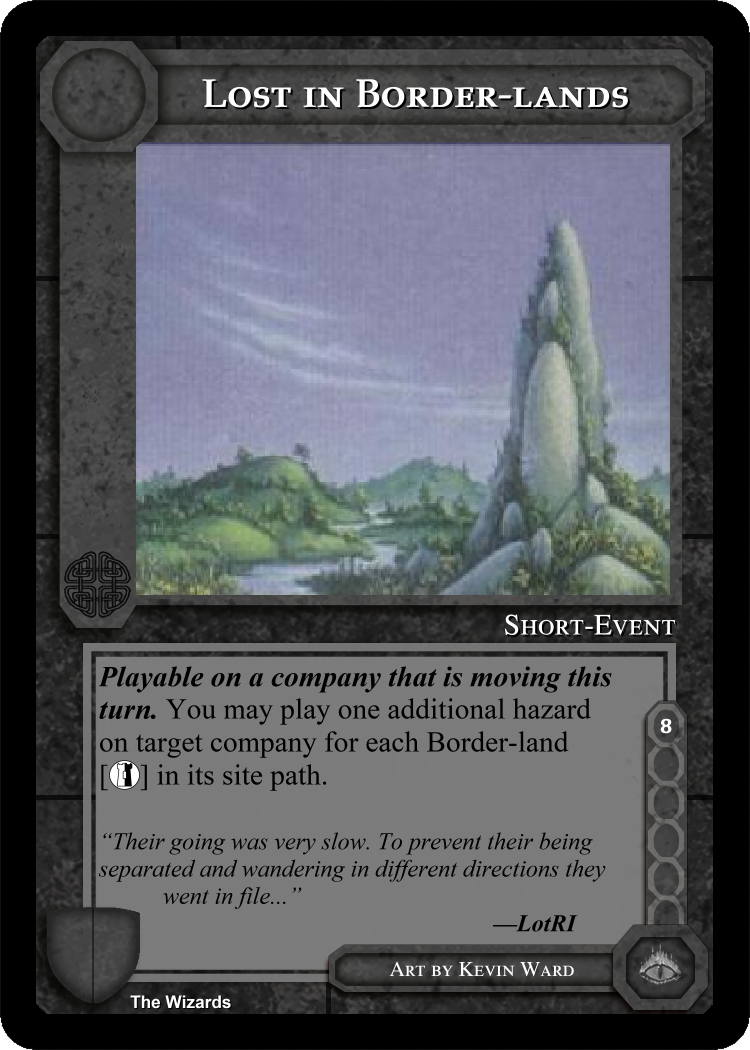 Lost in Border-lands
Short-Event
Playable on a company that is moving this
turn. You may play one additional hazard
on target company for each Border-land
[] in its site path.
8
“Their going was very slow. To prevent their being
separated and wandering in different directions they
went in file...”
—LotRI
Art by Kevin Ward
The Wizards